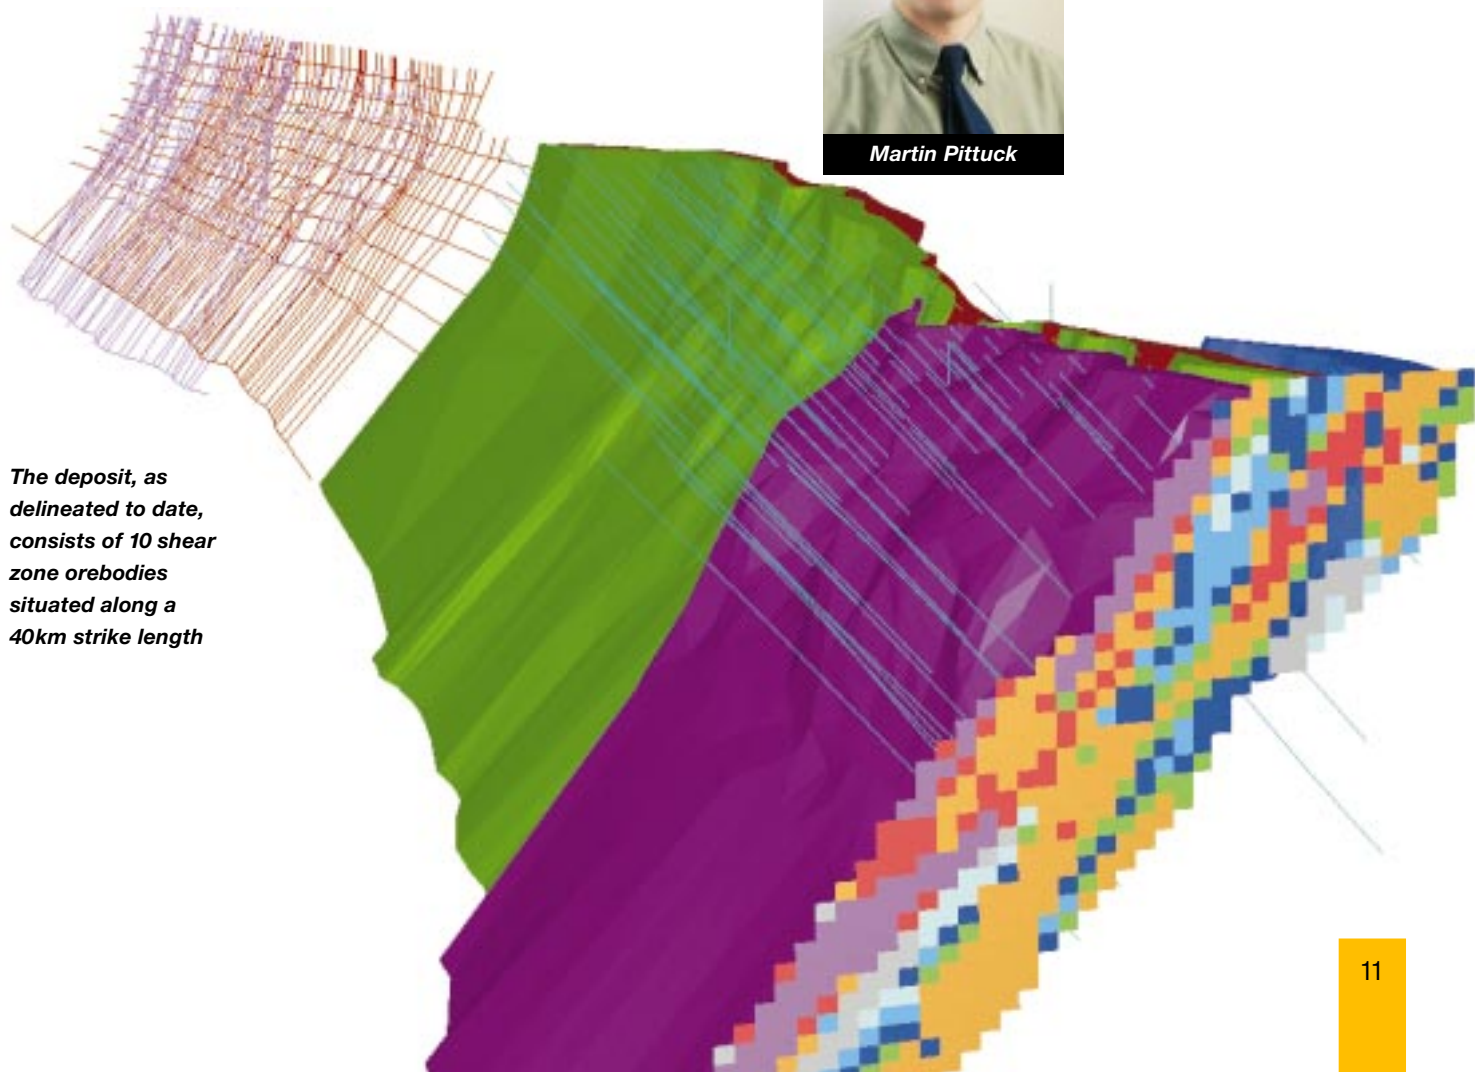 Martin Pittuck
The deposit, as
delineated to date,
consists of 10 shear
zone orebodies
situated along a
40km strike length
11